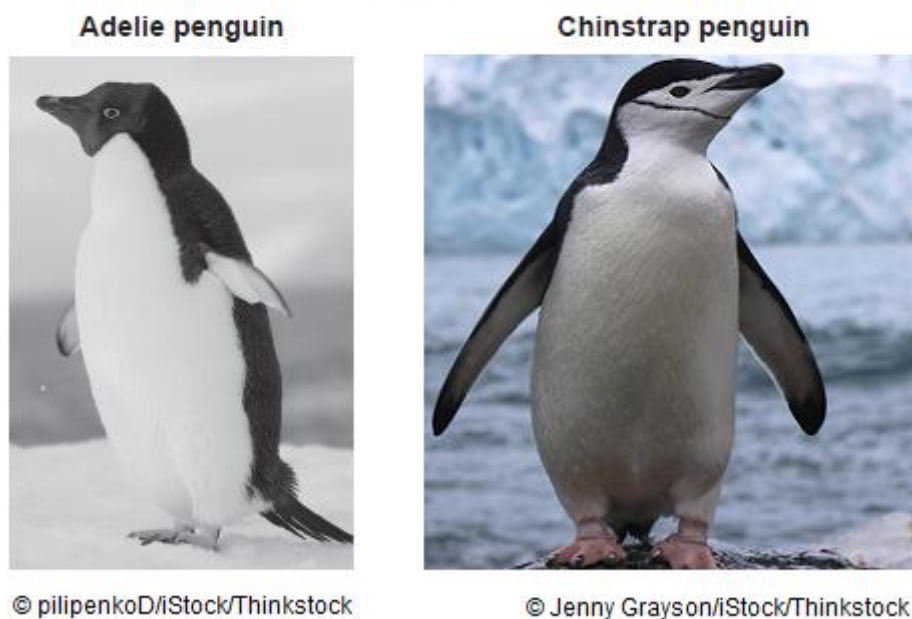 Adelie penguin
Chinstrap penguin
© pilipenkoD/iStock/Thinkstock
© Jenny Grayson/iStock/Thinkstock